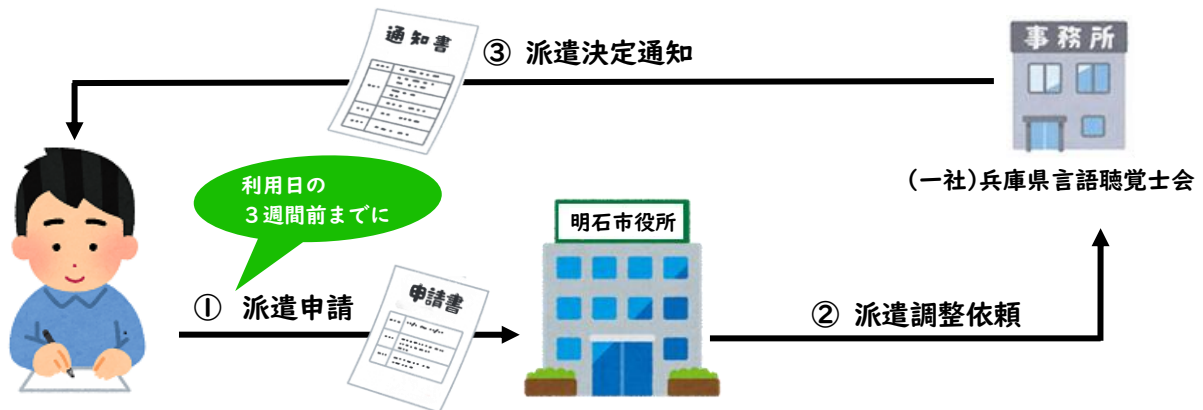 通知書
③ 派遣決定通知
事務所
(一社)兵庫県言語聴覚士会
利用日の
３週間前までに
明石市役所
① 派遣申請
申請書
② 派遣調整依頼